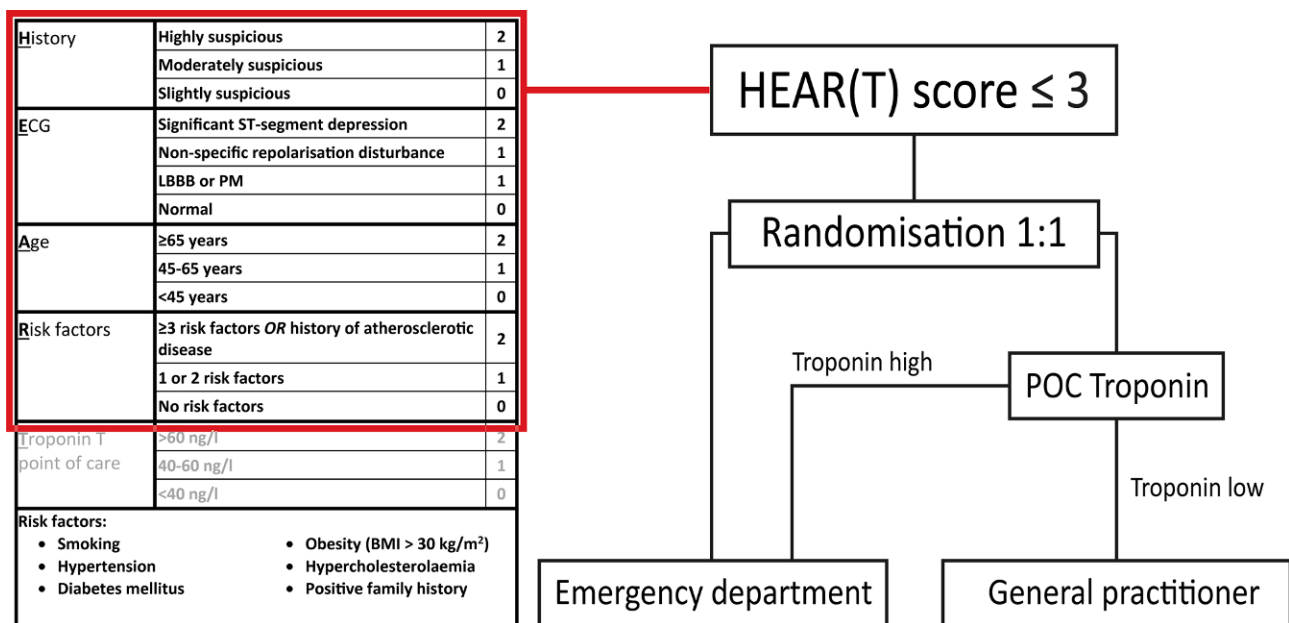 History
Highly suspicious 2
Moderately suspicious 1
Slightly suspicious 0
ECG
Significant ST-segment depression 2
Non-specific repolarisation disturbance 1
LBBB or PM 1
Normal 0
Age
≥65 years 2
45-65 years 1
<45 years 0
Risk factors
≥3 risk factors OR history of atherosclerotic
disease 2
1 or 2 risk factors 1
No risk factors 0
Troponin T
point of care
>60 ng/l 2
40-60 ng/l 1
<40 ng/l 0
Risk factors:
• Smoking
• Hypertension
• Diabetes mellitus
• Obesity (BMI > 30 kg/m²)
• Hypercholesterolaemia
• Positive family history
HEAR(T) score ≤ 3
Randomisation 1:1
Troponin high
POC Troponin
Troponin low
Emergency department
General practitioner